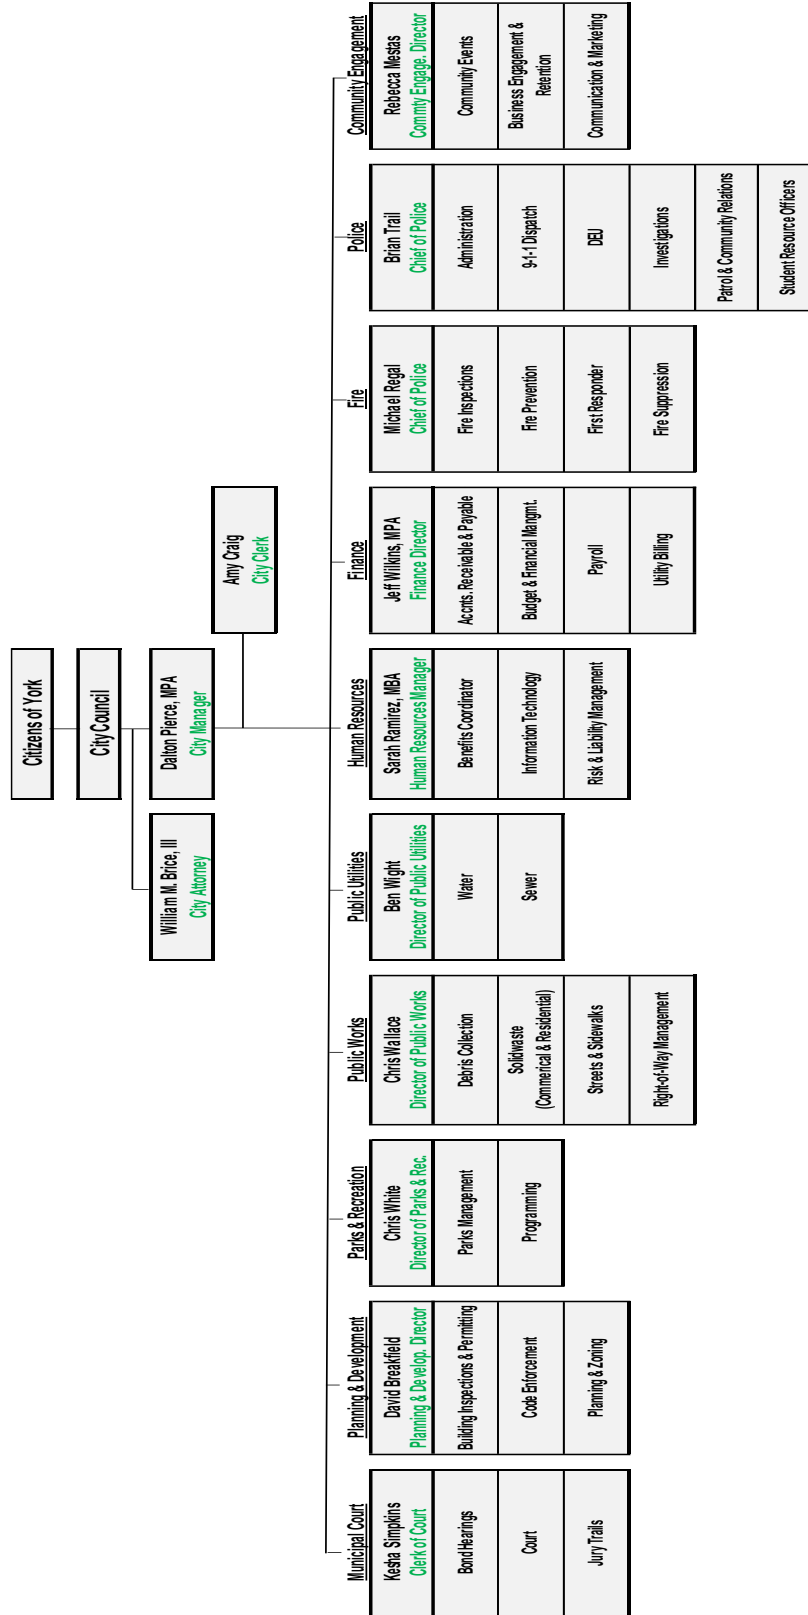 Citizens of York
City Council
William M. Brice, III
City Attorney
Dalton Pierce, MPA
City Manager
Amy Craig
City Clerk
Municipal Court
Kesha Simpkins
Clerk of Court
Bond Hearings
Court
Jury Trails
Planning & Development
David Breakfield
Planning & Develop. Director
Building Inspections & Permitting
Code Enforcement
Planning & Zoning
Parks & Recreation
Chris White
Director of Parks & Rec.
Parks Management
Programming
Public Works
Chris Wallace
Director of Public Works
Debris Collection
Solidwaste
(Commerical & Residential)
Streets & Sidewalks
Right-of-Way Management
Public Utilities
Ben Wight
Director of Public Utilities
Water
Sewer
Human Resources
Sarah Ramirez, MBA
Human Resources Manager
Benefits Coordinator
Information Technology
Risk & Liability Management
Finance
Jeff Wilkins, MPA
Finance Director
Accnts. Receivable & Payable
Budget & Financial Mangmt.
Payroll
Utility Billing
Fire
Michael Regal
Chief of Police
Fire Inspections
Fire Prevention
First Responder
Fire Suppression
Police
Brian Trail
Chief of Police
Administration
9-1-1 Dispatch
DEU
Investigations
Patrol & Community Relations
Student Resource Officers
Community Engagement
Rebecca Mestas
Commty Engage. Director
Community Events
Business Engagement &
Retention
Communication & Marketing